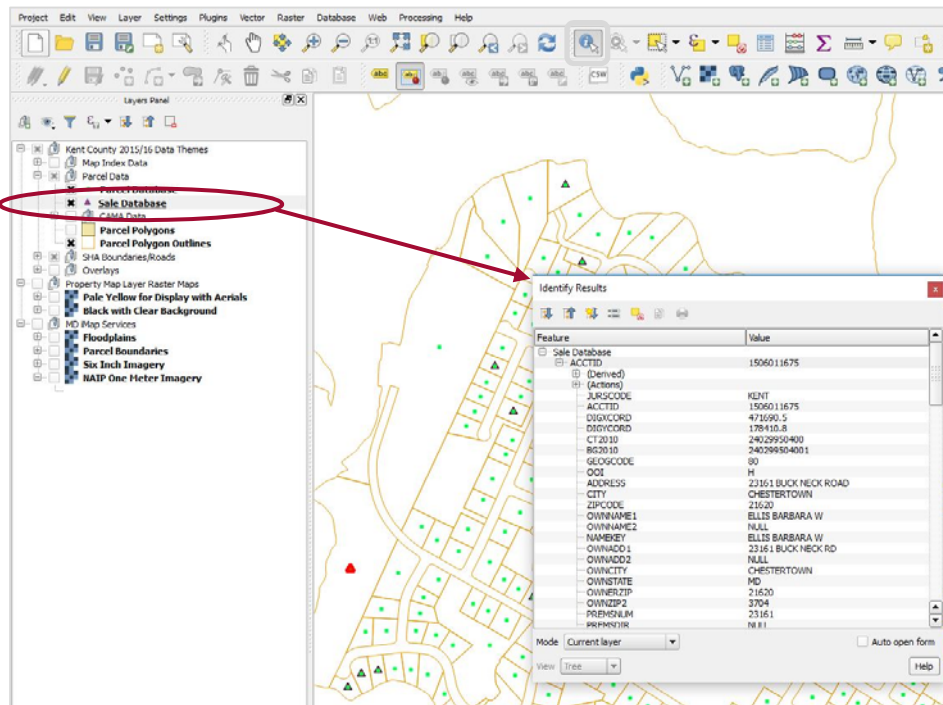 Project Edit View Layer Settings Plugins Vector Raster Database Web Processing Help
abc ab abc abc abc abc CSW
Layers Panel
Kent County 2015/16 Data Themes
Map Index Data
Parcel Data
Parcel Database
Sale Database
CAMA Data
Parcel Polygons
Parcel Polygon Outlines
SHA Boundaries/Roads
Overlays
Property Map Layer Raster Maps
Pale Yellow for Display with Aerials
Black with Clear Background
MD iMap Services
Floodplains
Parcel Boundaries
Six Inch Imagery
NAIP One Meter Imagery
Identify Results
Feature Value
Sale Database
ACCTID 1506011675
(Derived)
(Actions)
JURSCODE KENT
ACCTID 1506011675
DIGXCORD 471690.5
DIGYCORD 178410.8
CT2010 24029950400
BG2010 240299504001
GEOGCODE 80
OOI H
ADDRESS 23161 BUCK NECK ROAD
CITY CHESTERTOWN
ZIPCODE 21620
OWNNAME1 ELLIS BARBARA W
OWNNAME2 NULL
NAMEKEY ELLIS BARBARA W
OWNADD1 23161 BUCK NECK RD
OWNADD2 NULL
OWNCITY CHESTERTOWN
OWNSTATE MD
OWNERZIP 21620
OWNZIP2 3704
PREMSNUM 23161
PREMSDIR NULL
Mode Current layer Auto open form
View Tree Help